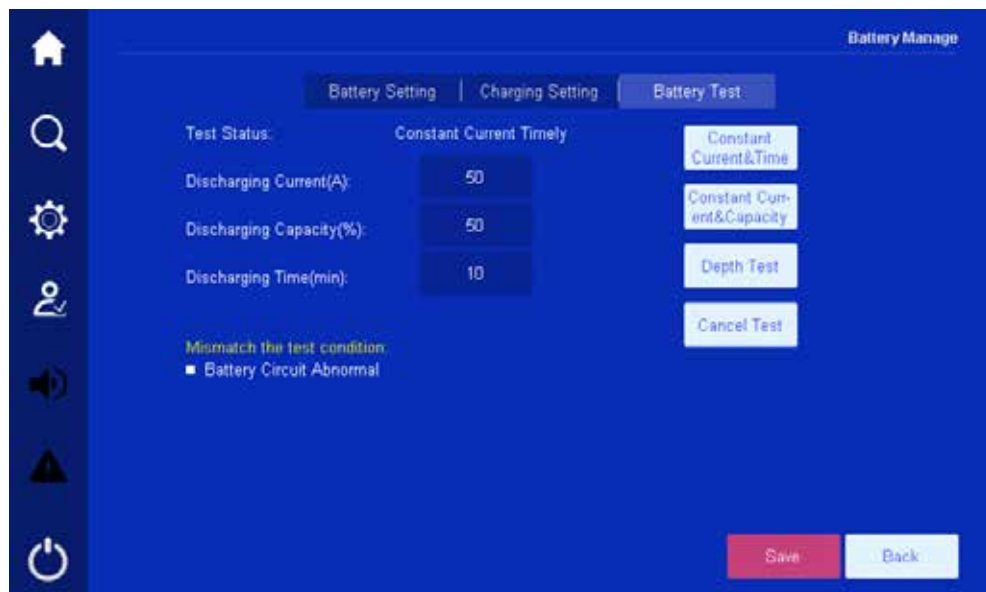 Battery Manage
Battery Setting | Charging Setting | Battery Test
Test Status: Constant Current Timely
Constant
Current&Time
Discharging Current(A): 50
Constant Curr-
ent&Capacity
Discharging Capacity(%): 50
Discharging Time(min): 10
Depth Test
Cancel Test
Mismatch the test condition:
Battery Circuit Abnormal
Save
Back